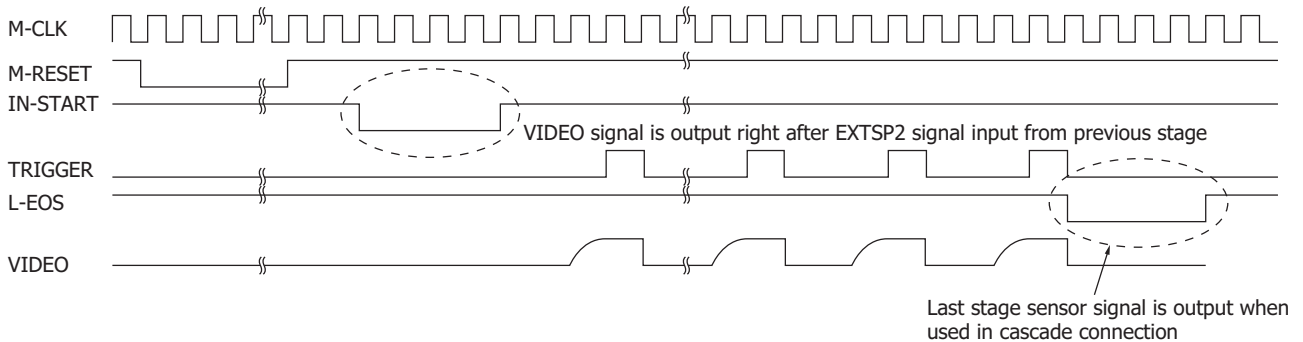 M-CLK
M-RESET
IN-START
VIDEO signal is output right after EXTSP2 signal input from previous stage
TRIGGER
L-EOS
VIDEO
Last stage sensor signal is output when
used in cascade connection